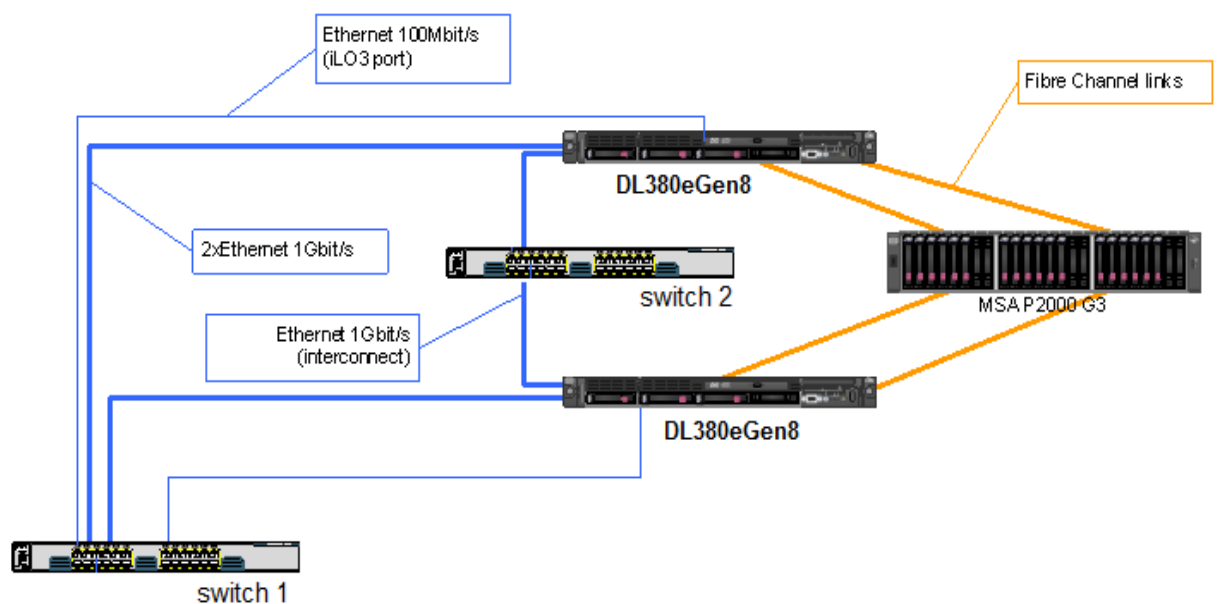 Ethernet 100Mbit/s
(iLO3 port)
Fibre Channel links
DL380eGen8
2xEthernet 1Gbit/s
switch 2
MSA P2000 G3
Ethernet 1Gbit/s
(interconnect)
DL380eGen8
switch 1